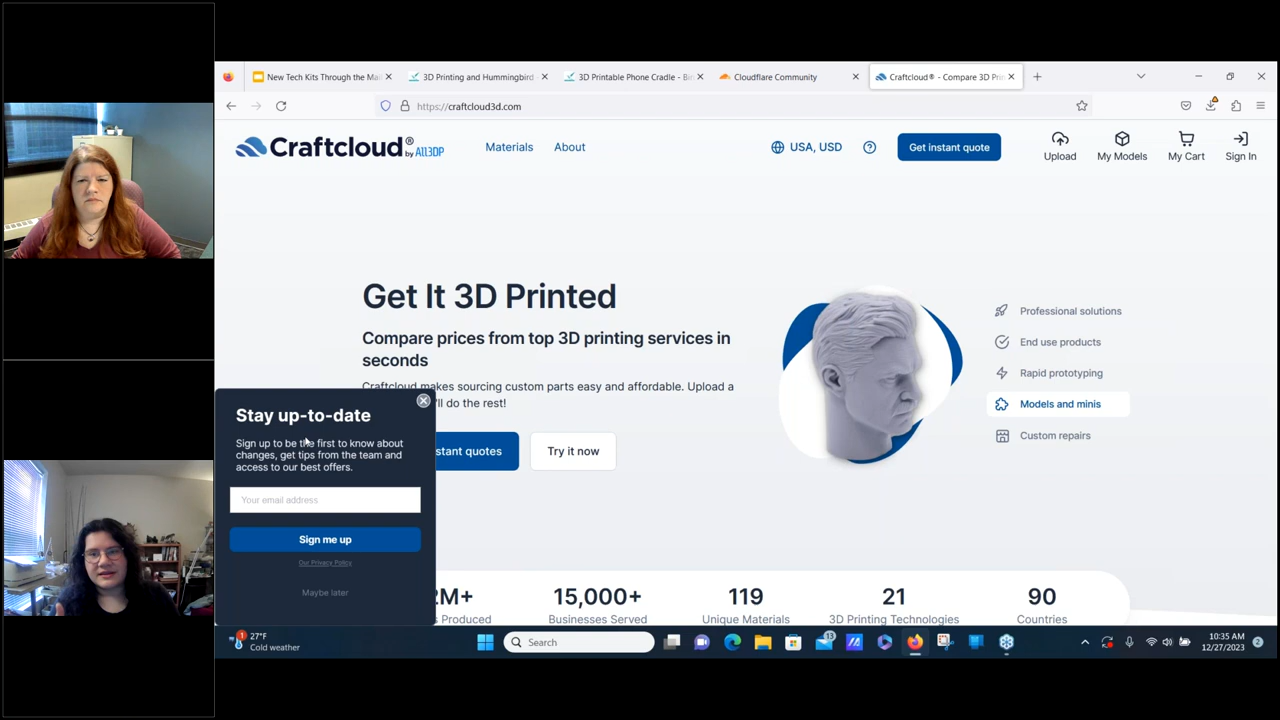 New Tech Kits Through the Mai
3D Printing and Hummingbird
3D Printable Phone Cradle - Bir
Cloudflare Community
Craftcloud® - Compare 3D Prin
https://craftcloud3d.com
Craftcloud®
by All3DP
Materials
About
USA, USD
Get instant quote
Upload
My Models
My Cart
Sign In
Get It 3D Printed
Compare prices from top 3D printing services in
seconds
Craftcloud makes sourcing custom parts easy and affordable. Upload a
'll do the rest!
stant quotes
Try it now
Professional solutions
End use products
Rapid prototyping
Models and minis
Custom repairs
Stay up-to-date
Sign up to be the first to know about
changes, get tips from the team and
access to our best offers.
Your email address
Sign me up
Our Privacy Policy
Maybe later
M+
s Produced
15,000+
Businesses Served
119
Unique Materials
21
3D Printing Technologies
90
Countries
1
27°F
Cold weather
Search
13
10:35 AM
12/27/2023
2